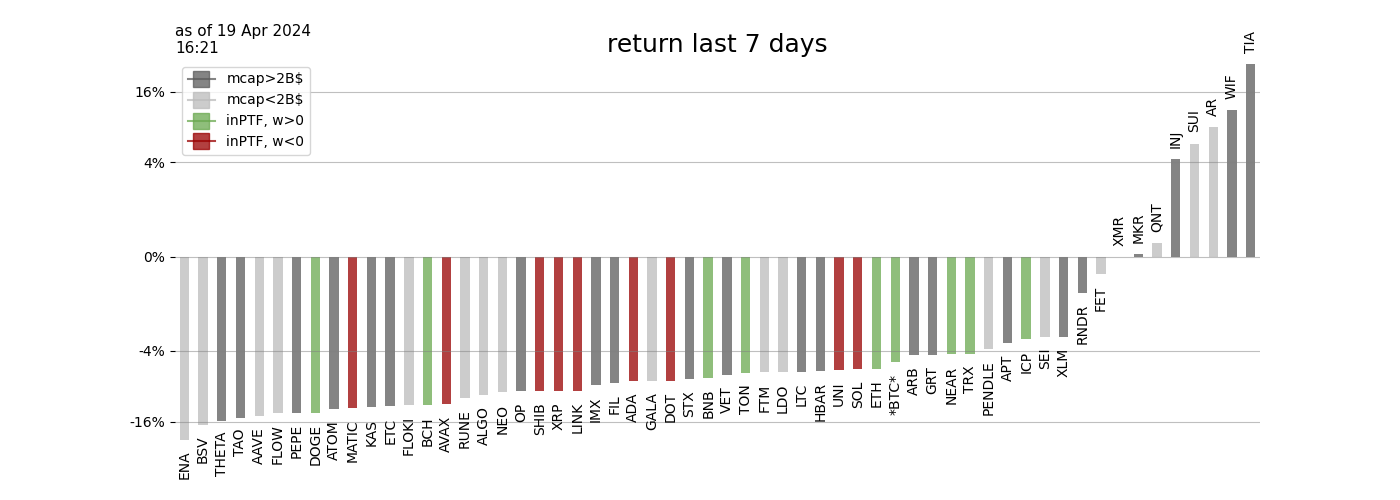 as of 19 Apr 2024
16:21
return last 7 days
mcap>2B$
mcap<2B$
inPTF, w>0
inPTF, w<0
16%
4%
0%
-4%
-16%
ENA
BSV
THETA
TAO
AAVE
FLOW
PEPE
DOGE
ATOM
MATIC
KAS
ETC
FLOKI
BCH
AVAX
RUNE
ALGO
NEO
OP
SHIB
XRP
LINK
IMX
FIL
ADA
GALA
DOT
STX
BNB
VET
TON
FTM
LDO
LTC
HBAR
UNI
SOL
ETH
*BTC*
ARB
GRT
NEAR
TRX
PENDLE
APT
ICP
SEI
XLM
RNDR
FET
XMR
MKR
QNT
INJ
SUI
AR
WIF
TIA